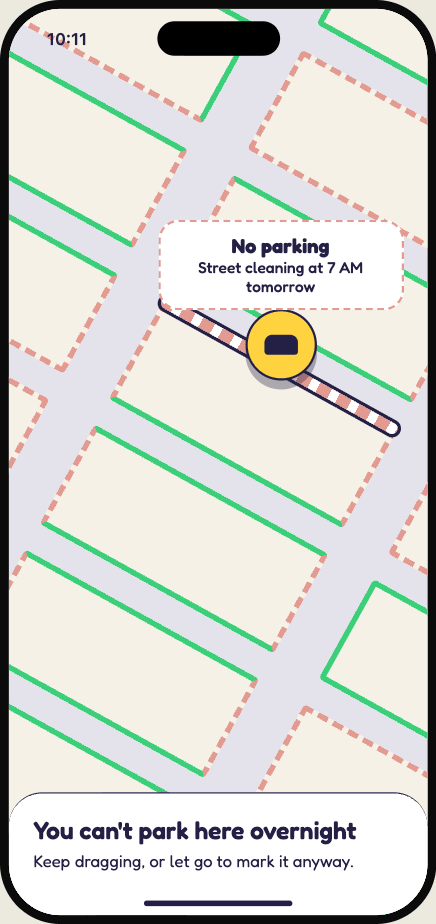 10:11
No parking
Street cleaning at 7 AM
tomorrow
You can't park here overnight
Keep dragging, or let go to mark it anyway.